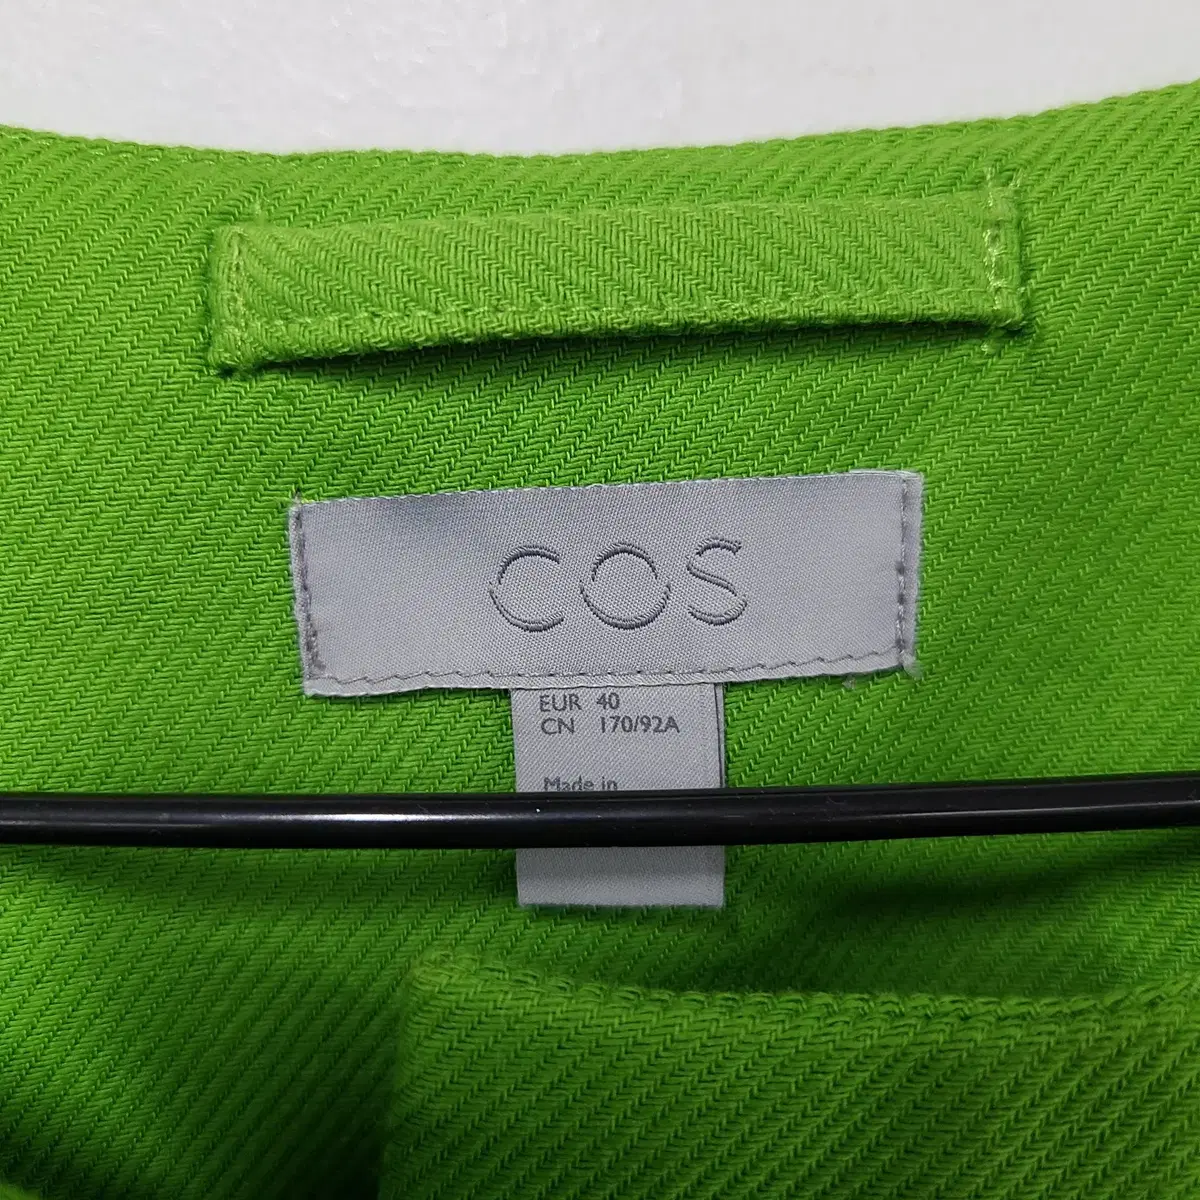 COS
EUR 40
CN 170/92A
Made in